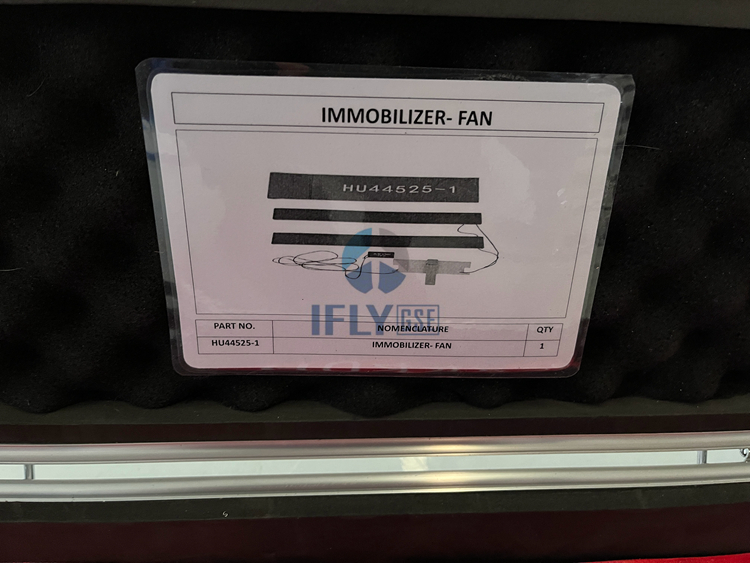 IMMOBILIZER- FAN
HU44525-1
IFLY GSE
PART NO. NOMENCLATURE QTY
HU44525-1 IMMOBILIZER- FAN 1